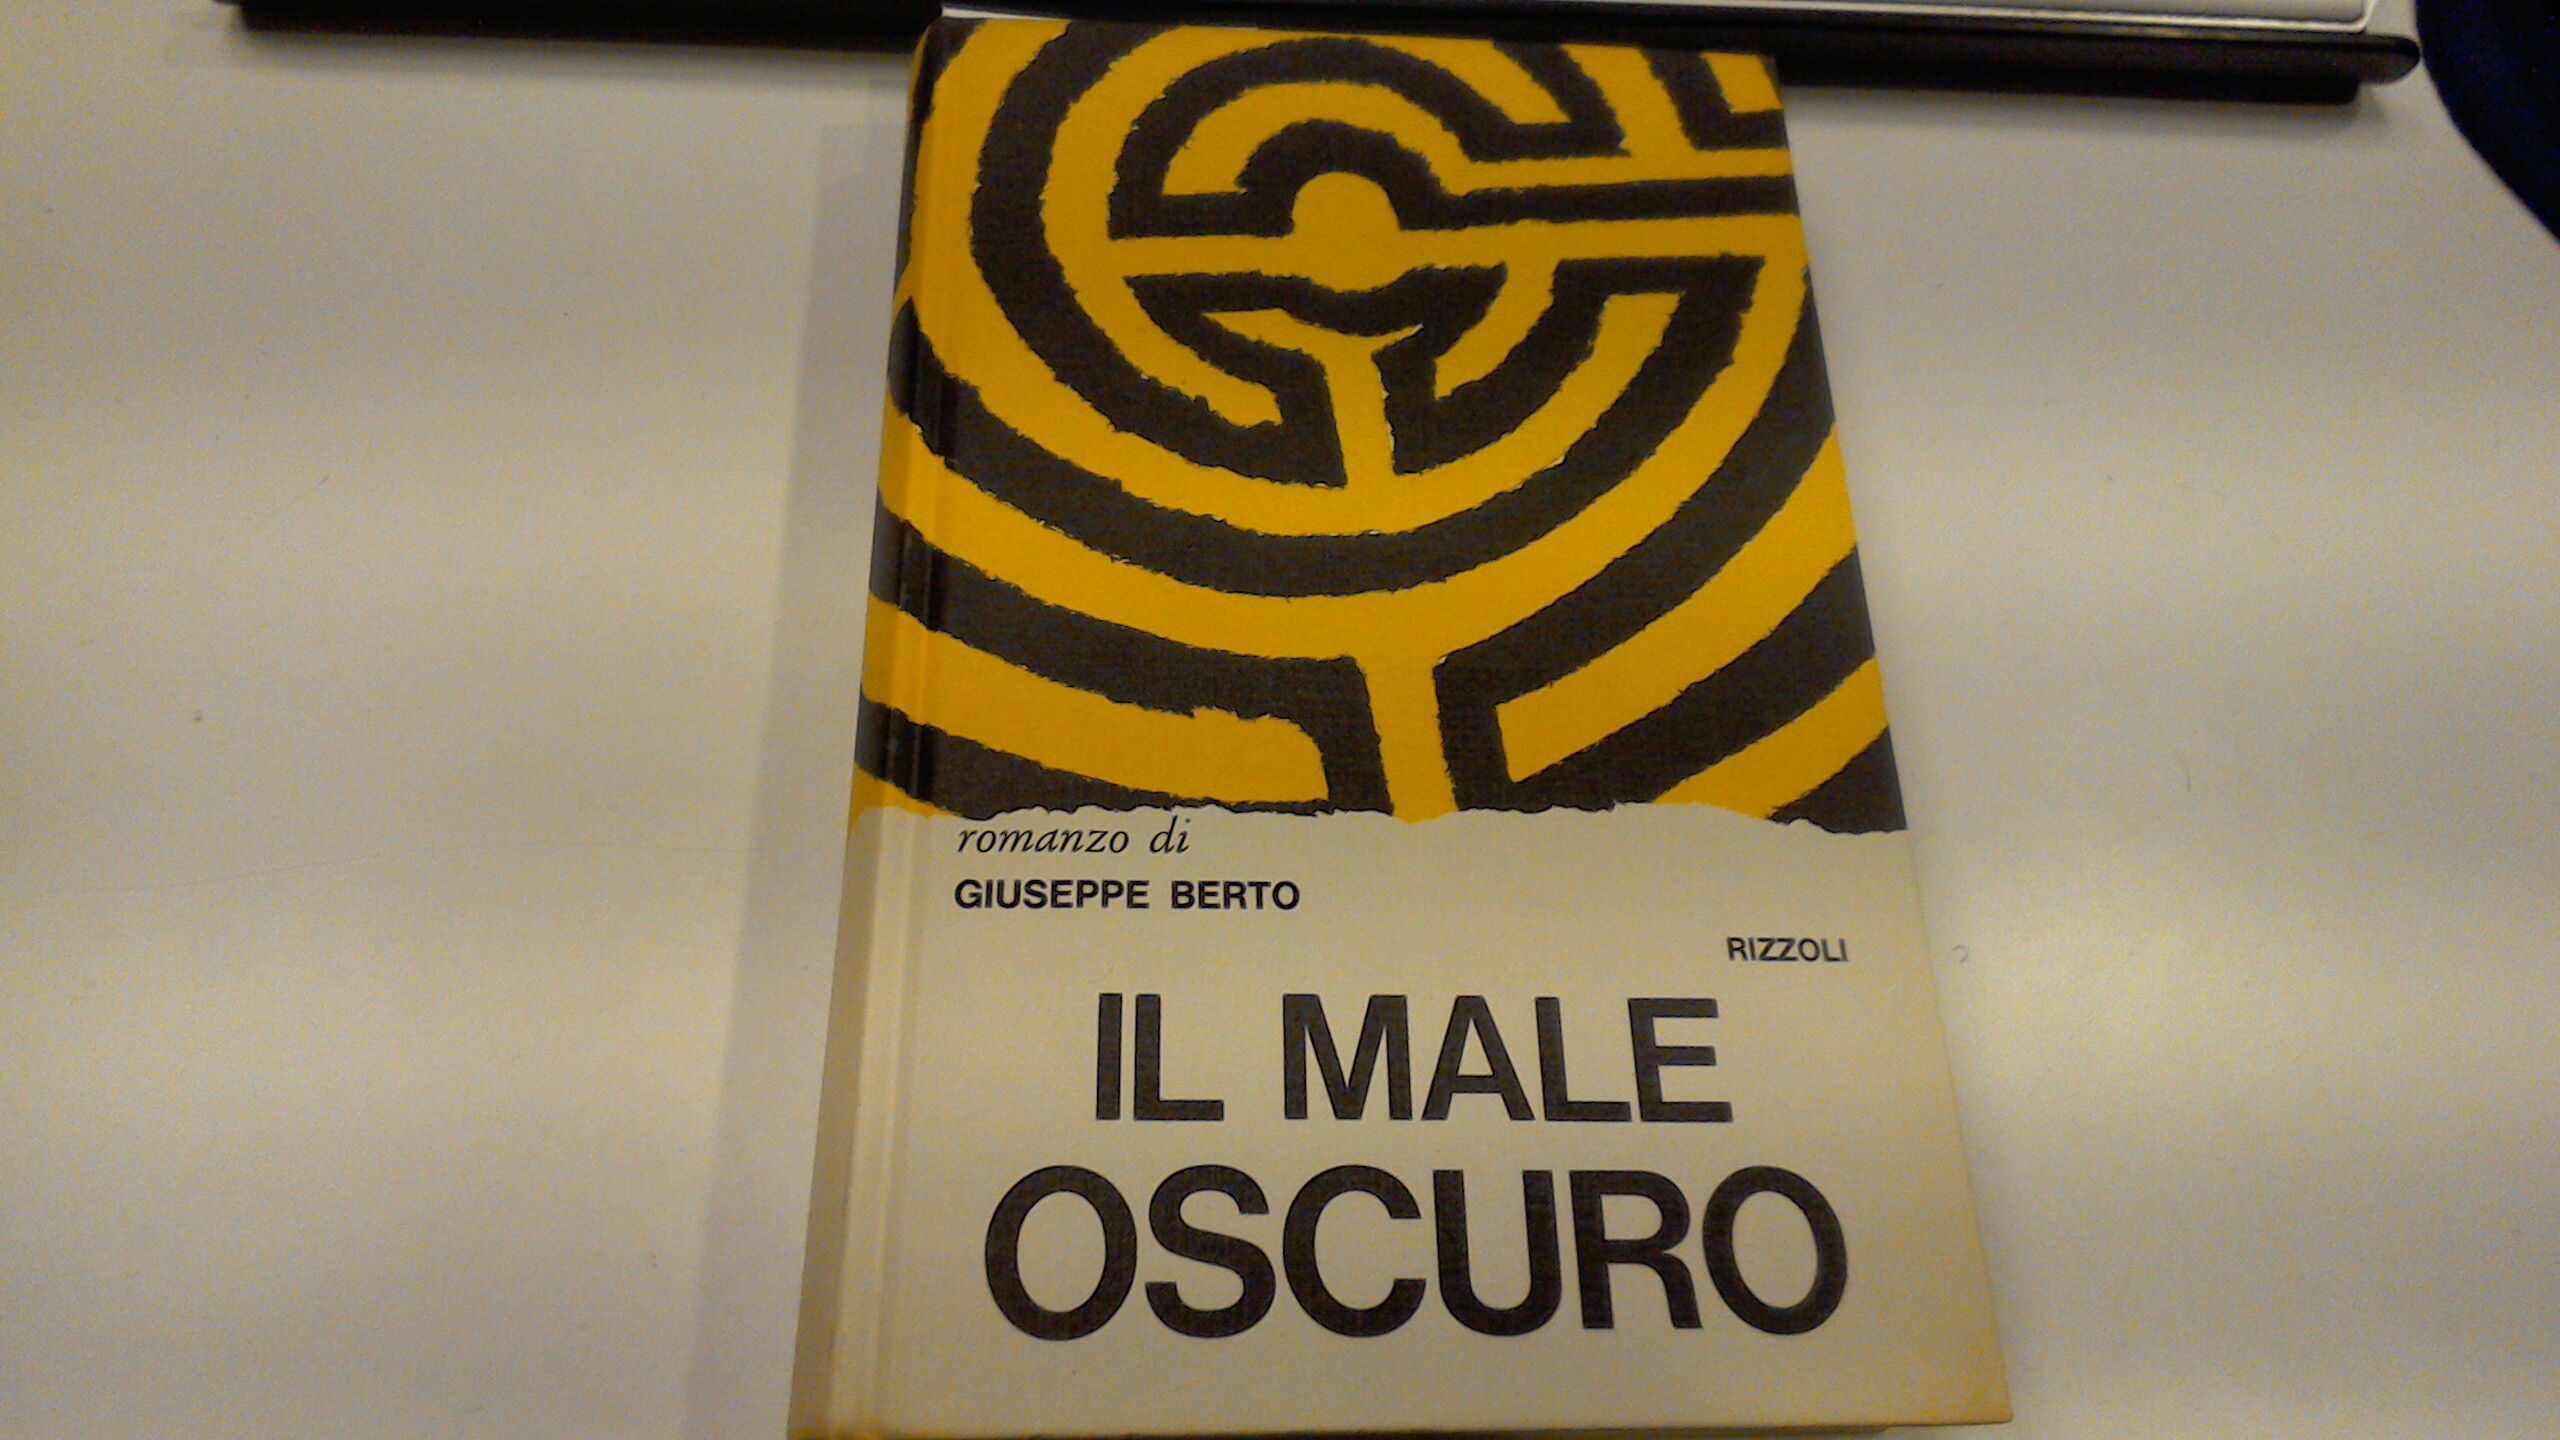 romanzo di
GIUSEPPE BERTO
RIZZOLI
IL MALE
OSCURO